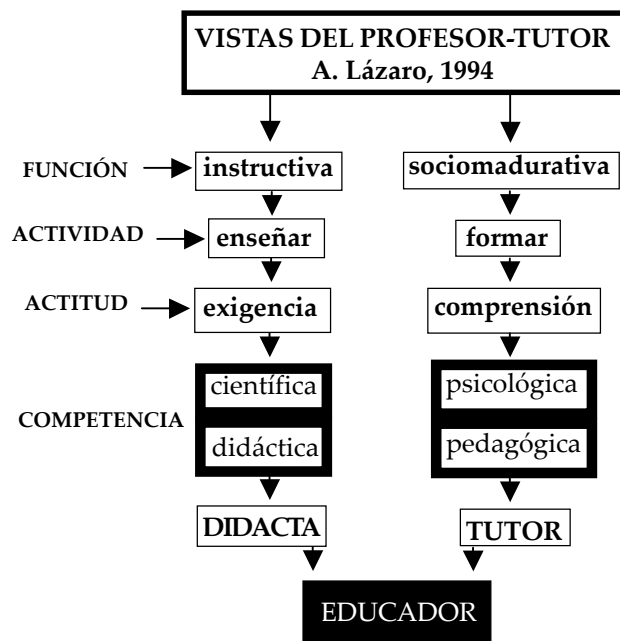 VISTAS DEL PROFESOR-TUTOR
A. Lázaro, 1994
FUNCIÓN
instructiva
sociomadurativa
ACTIVIDAD
enseñar
formar
ACTITUD
exigencia
comprensión
COMPETENCIA
científica
psicológica
didáctica
pedagógica
DIDACTA
TUTOR
EDUCADOR